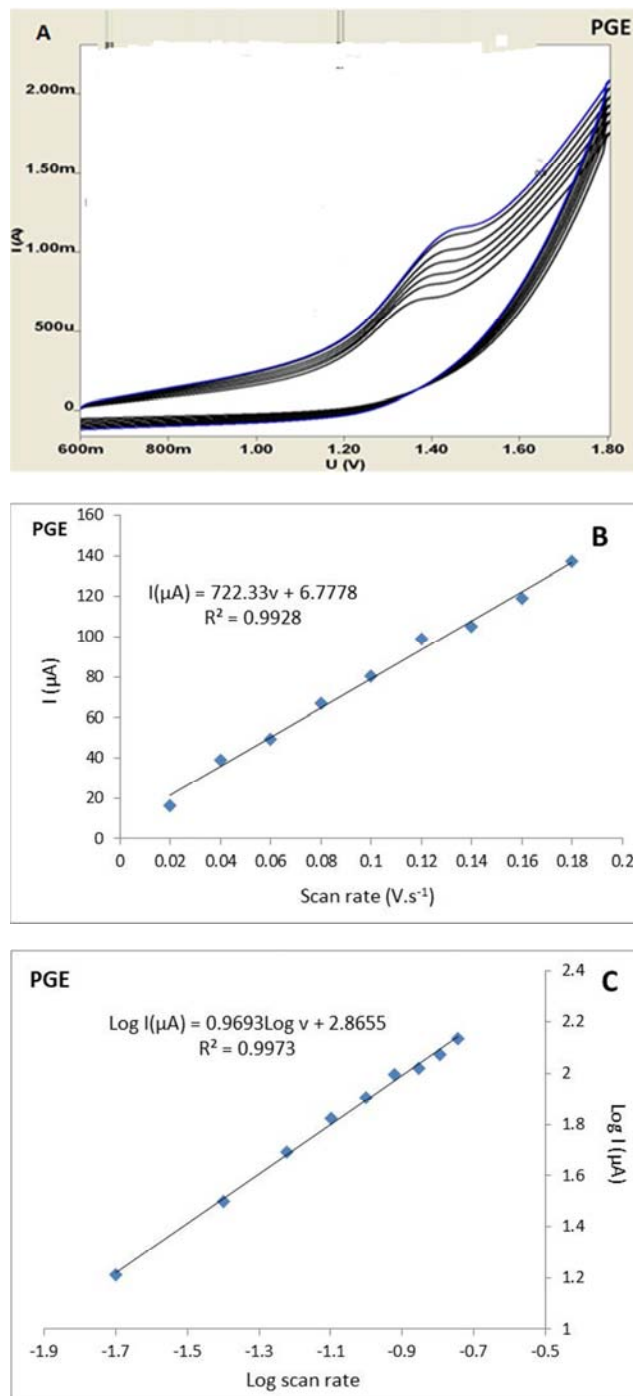 A
PGE
2.00m
1.50m
I(A)
1.00m
500u
0
600m 800m 1.00 1.20 1.40 1.60 1.80
U (V)
PGE
B
160
I(µA) = 722.33v + 6.7778
R² = 0.9928
140
120
100
80
60
40
20
0
I (µA)
0 0.02 0.04 0.06 0.08 0.1 0.12 0.14 0.16 0.18 0.2
Scan rate (V.s⁻¹)
PGE
C
Log I(µA) = 0.9693Log v + 2.8655
R² = 0.9973
2.4
2.2
2
1.8
1.6
1.4
1.2
1
Log I (µA)
-1.9 -1.7 -1.5 -1.3 -1.1 -0.9 -0.7 -0.5
Log scan rate